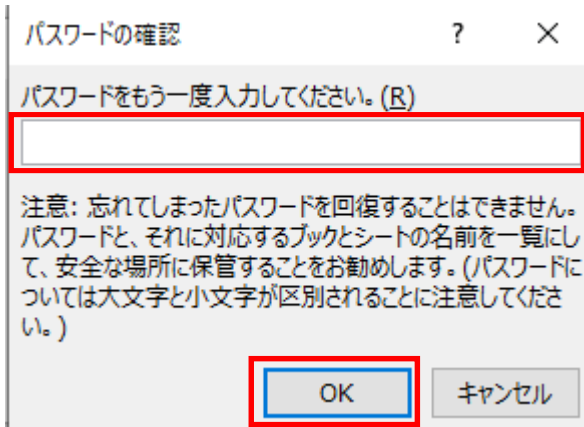 パスワードの確認 ? ×
パスワードをもう一度入力してください。(R)
注意: 忘れてしまったパスワードを回復することはできません。
パスワードと、それに対応するブックとシートの名前を一覧にし
て、安全な場所に保管することをお勧めします。(パスワードに
ついては大文字と小文字が区別されることに注意してくださ
い。)
OK キャンセル